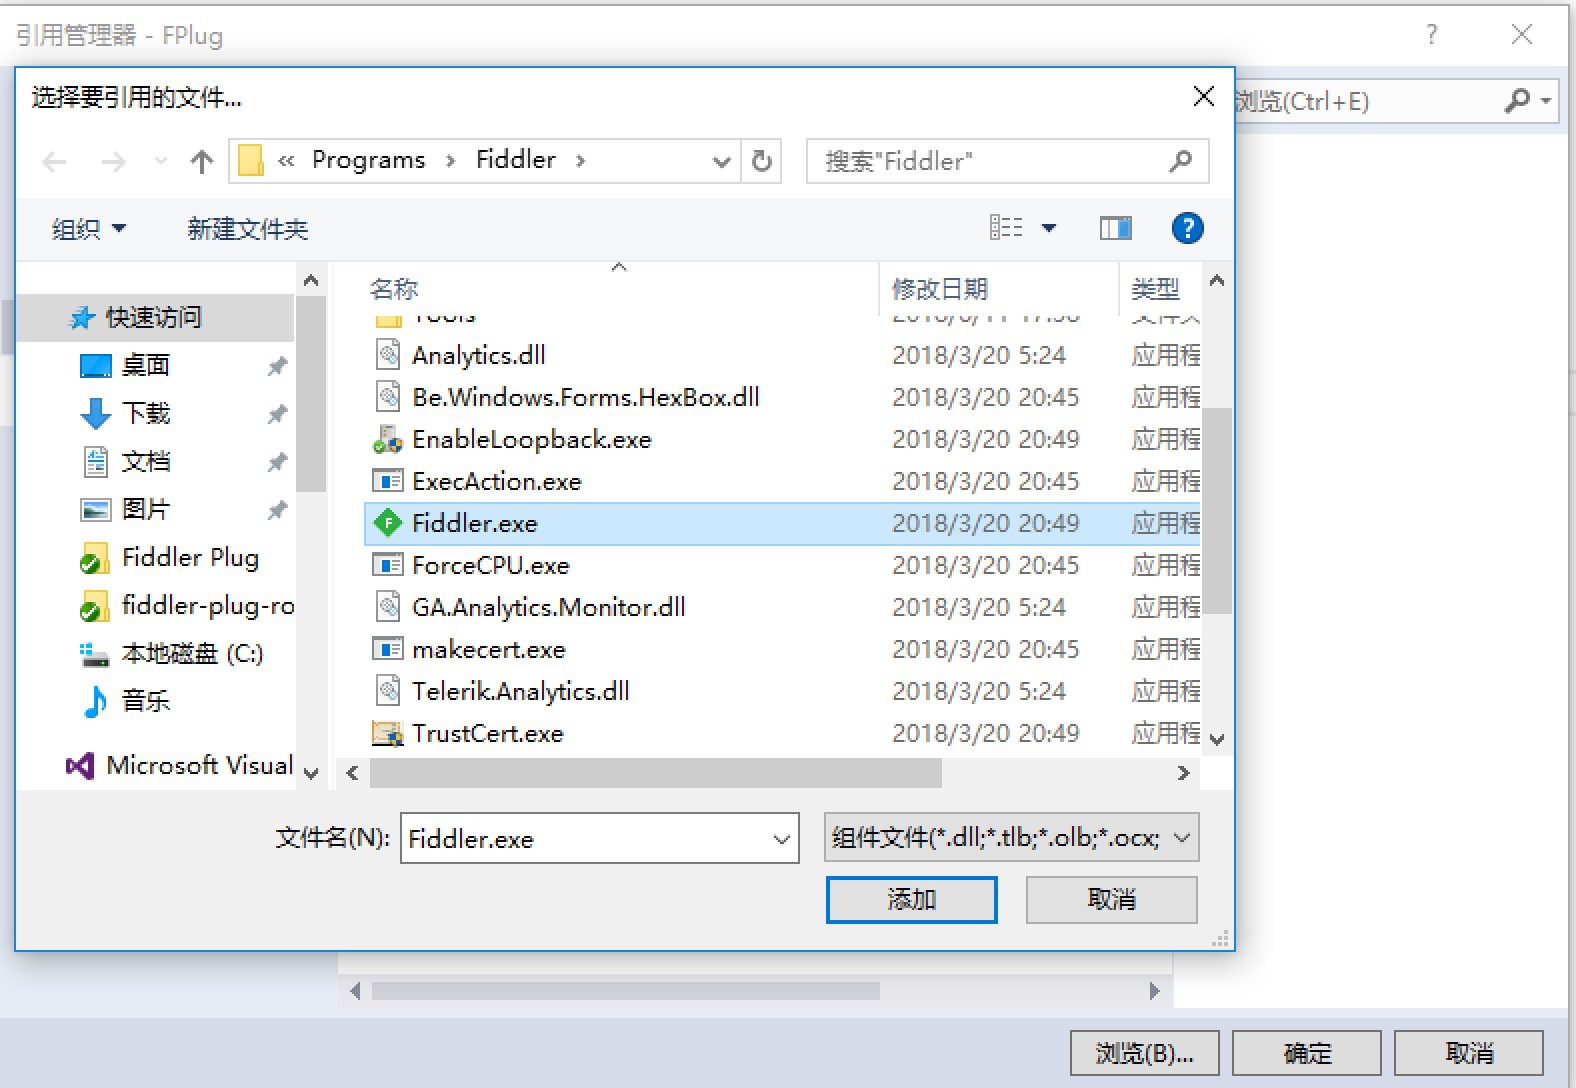 引用管理器 - FPlug
?
选择要引用的文件...
浏览(Ctrl+E)
« Programs › Fiddler ›
搜索"Fiddler"
组织
新建文件夹
?
名称 修改日期 类型
快速访问
桌面
下载
文档
图片
Fiddler Plug
fiddler-plug-ro
本地磁盘 (C:)
音乐
Microsoft Visual
Tools
Analytics.dll 2018/3/20 5:24 应用程
Be.Windows.Forms.HexBox.dll 2018/3/20 20:45 应用程
EnableLoopback.exe 2018/3/20 20:49 应用程
ExecAction.exe 2018/3/20 20:45 应用程
F Fiddler.exe 2018/3/20 20:49 应用程
ForceCPU.exe 2018/3/20 20:45 应用程
GA.Analytics.Monitor.dll 2018/3/20 5:24 应用程
makecert.exe 2018/3/20 20:45 应用程
Telerik.Analytics.dll 2018/3/20 5:24 应用程
TrustCert.exe 2018/3/20 20:49 应用程
文件名(N): Fiddler.exe
组件文件(*.dll;*.tlb;*.olb;*.ocx;
添加 取消
浏览(B)... 确定 取消